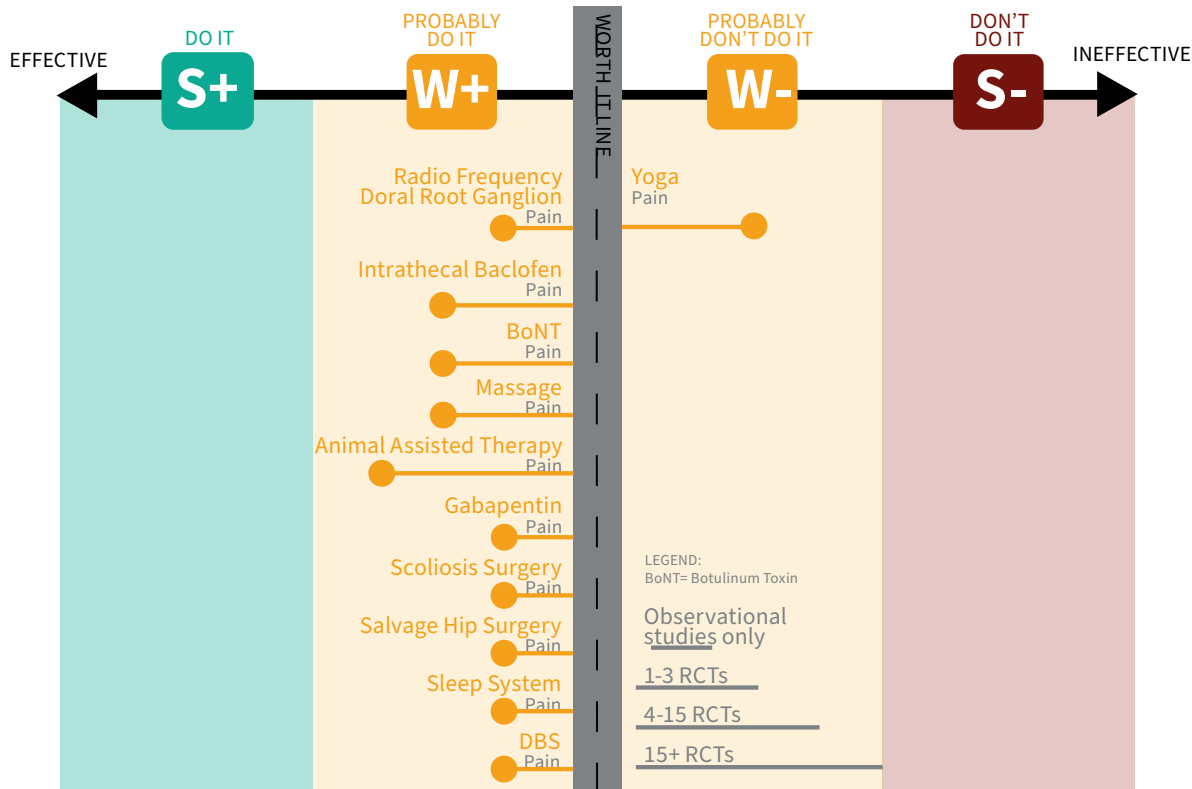 EFFECTIVE
DO IT
S+
PROBABLY
DO IT
W+
WORTH IT LINE
PROBABLY
DON'T DO IT
W-
DON'T
DO IT
S-
INEFFECTIVE
Radio Frequency
Doral Root Ganglion
Pain
Yoga
Pain
Intrathecal Baclofen
Pain
BoNT
Pain
Massage
Pain
Animal Assisted Therapy
Pain
Gabapentin
Pain
Scoliosis Surgery
Pain
Salvage Hip Surgery
Pain
Sleep System
Pain
DBS
Pain
LEGEND:
BoNT= Botulinum Toxin
Observational
studies only
1-3 RCTs
4-15 RCTs
15+ RCTs